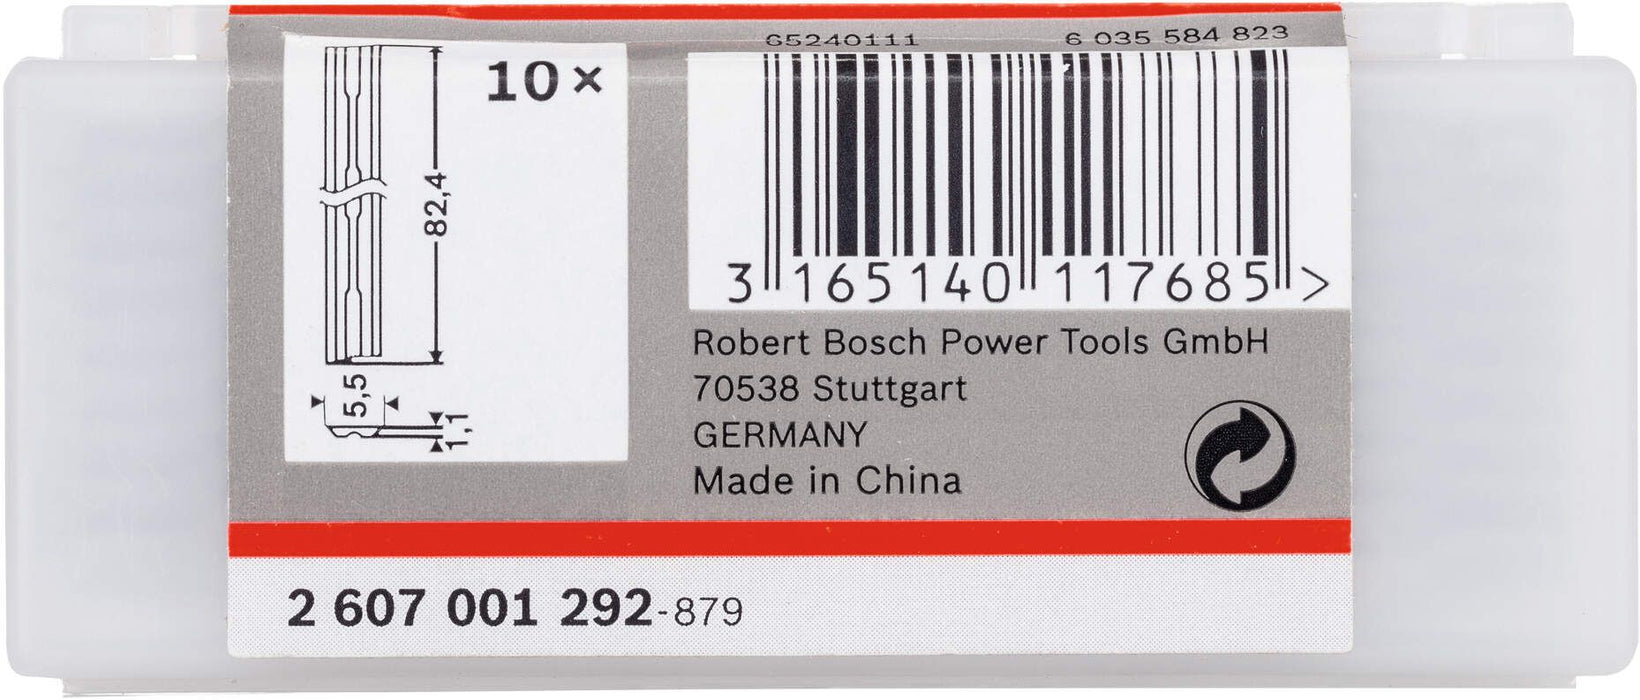 65240111 6 035 584 823
10×
82,4
5,5
1,1
3 165140 117685 >
Robert Bosch Power Tools GmbH
70538 Stuttgart
GERMANY
Made in China
2 607 001 292-879